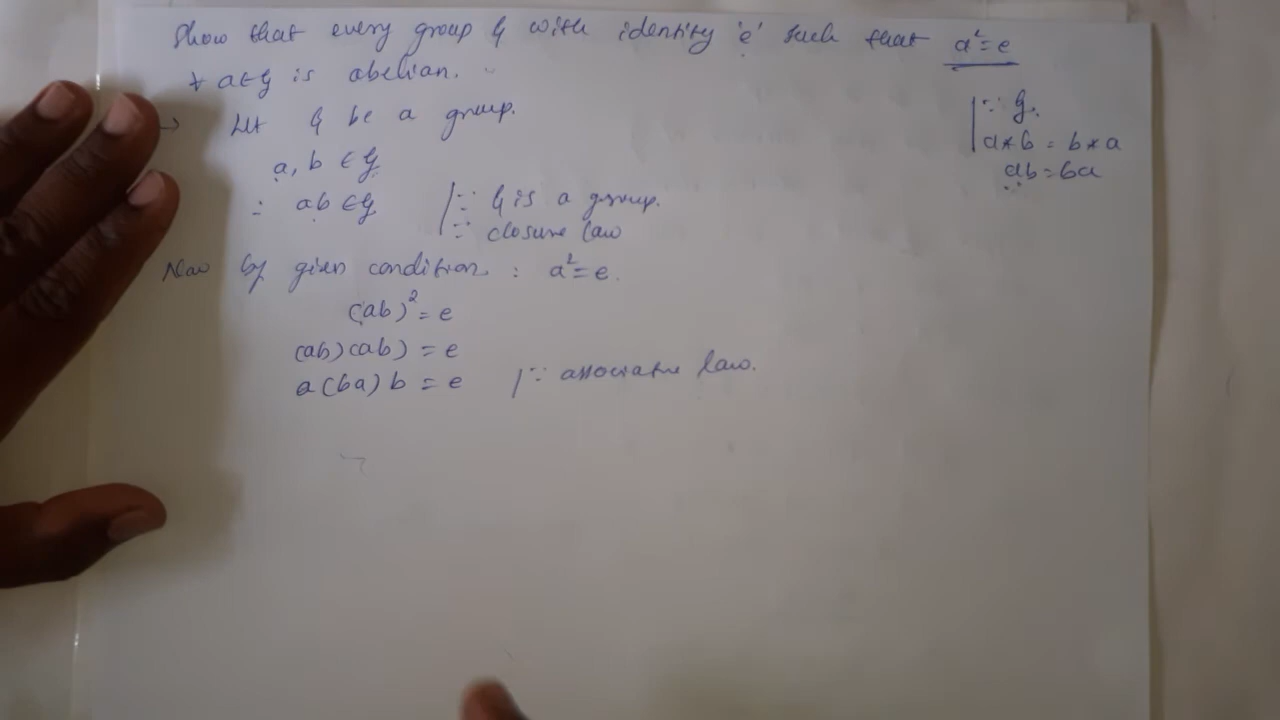 Show that every group G with identity 'e' such that a²=e
∀ a∈G is abelian.
→ Let G be a group.
a, b ∈ G
∴ ab ∈ G | ∵ G is a group.
∵ closure law
Now by given condition : a²=e.
(ab)² = e
(ab)(ab) = e
a(ba)b = e | ∵ associative law.
| ∵ G.
a*b = b*a
ab = ba